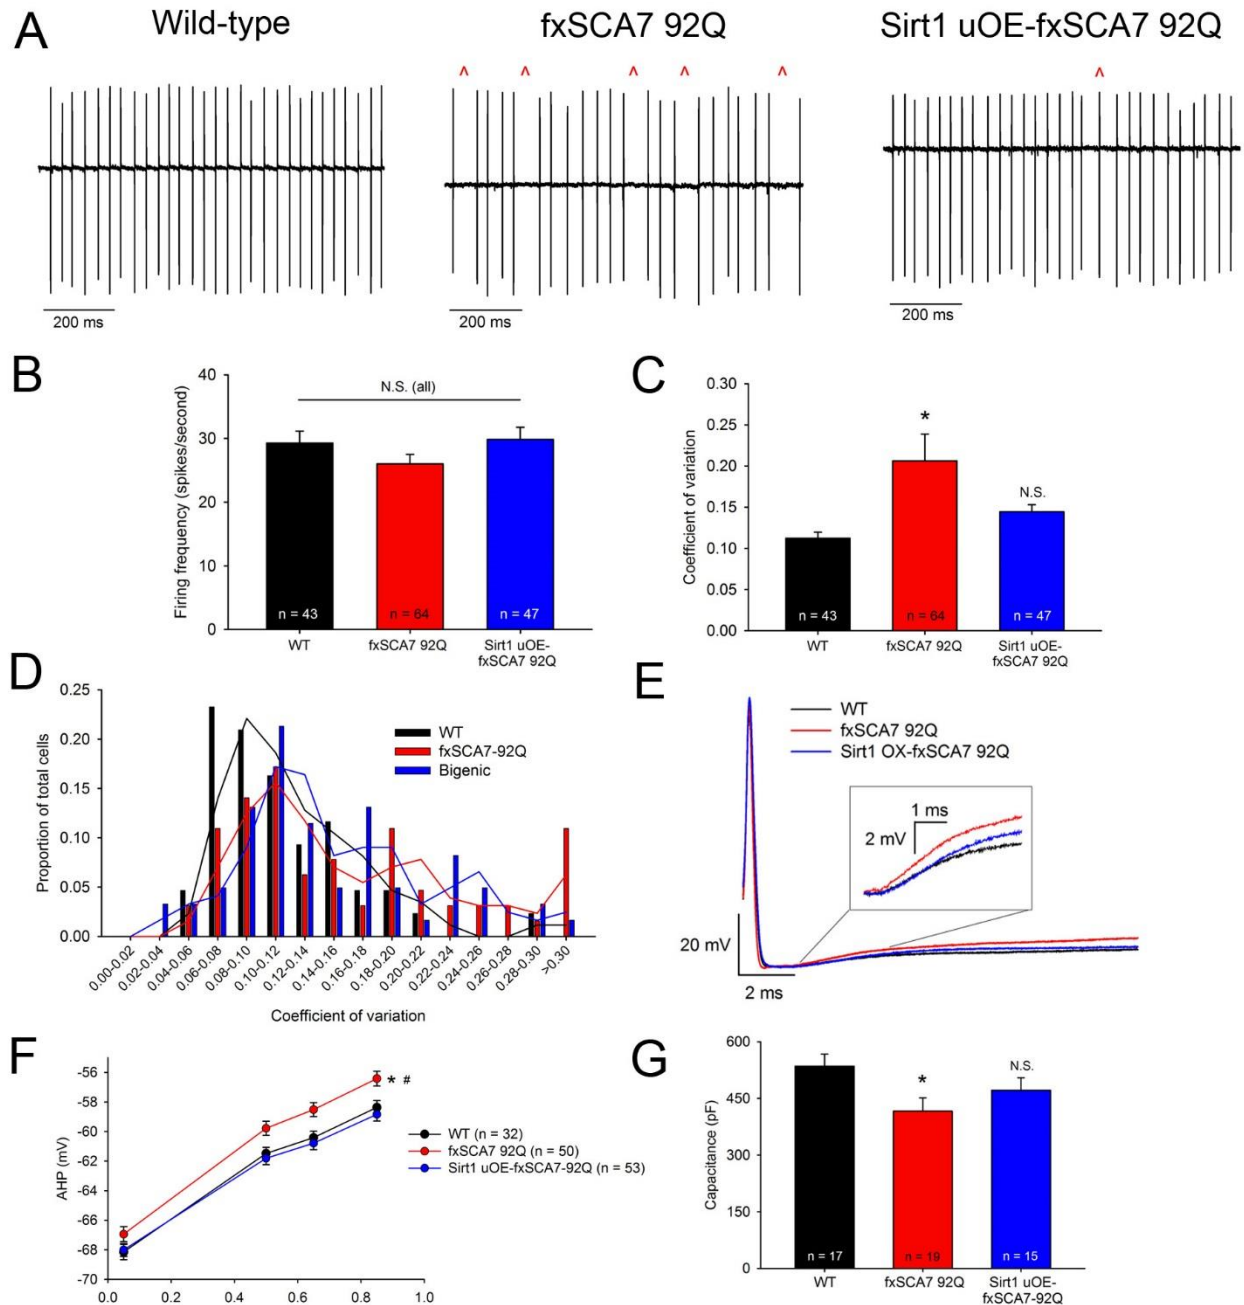 A
Wild-type
fxSCA7 92Q
Sirt1 uOE-fxSCA7 92Q
^ ^ ^ ^ ^
^
200 ms
200 ms
200 ms
B
Firing frequency (spikes/second)
40
30
20
10
0
N.S. (all)
n = 43
n = 64
n = 47
WT
fxSCA7 92Q
Sirt1 uOE-
fxSCA7 92Q
C
Coefficient of variation
0.30
0.25
0.20
0.15
0.10
0.05
0.00
*
N.S.
n = 43
n = 64
n = 47
WT
fxSCA7 92Q
Sirt1 uOE-
fxSCA7 92Q
D
Proportion of total cells
0.25
0.20
0.15
0.10
0.05
0.00
WT
fxSCA7-92Q
Bigenic
0.00-0.02
0.02-0.04
0.04-0.06
0.06-0.08
0.08-0.10
0.10-0.12
0.12-0.14
0.14-0.16
0.16-0.18
0.18-0.20
0.20-0.22
0.22-0.24
0.24-0.26
0.26-0.28
0.28-0.30
>0.30
Coefficient of variation
E
WT
fxSCA7 92Q
Sirt1 OX-fxSCA7 92Q
1 ms
2 mV
20 mV
2 ms
F
AHP (mV)
-56
-58
-60
-62
-64
-66
-68
-70
* #
WT (n = 32)
fxSCA7 92Q (n = 50)
Sirt1 uOE-fxSCA7-92Q (n = 53)
0.0 0.2 0.4 0.6 0.8 1.0
G
Capacitance (pF)
600
450
300
150
0
*
N.S.
n = 17
n = 19
n = 15
WT
fxSCA7 92Q
Sirt1 uOE-
fxSCA7-92Q